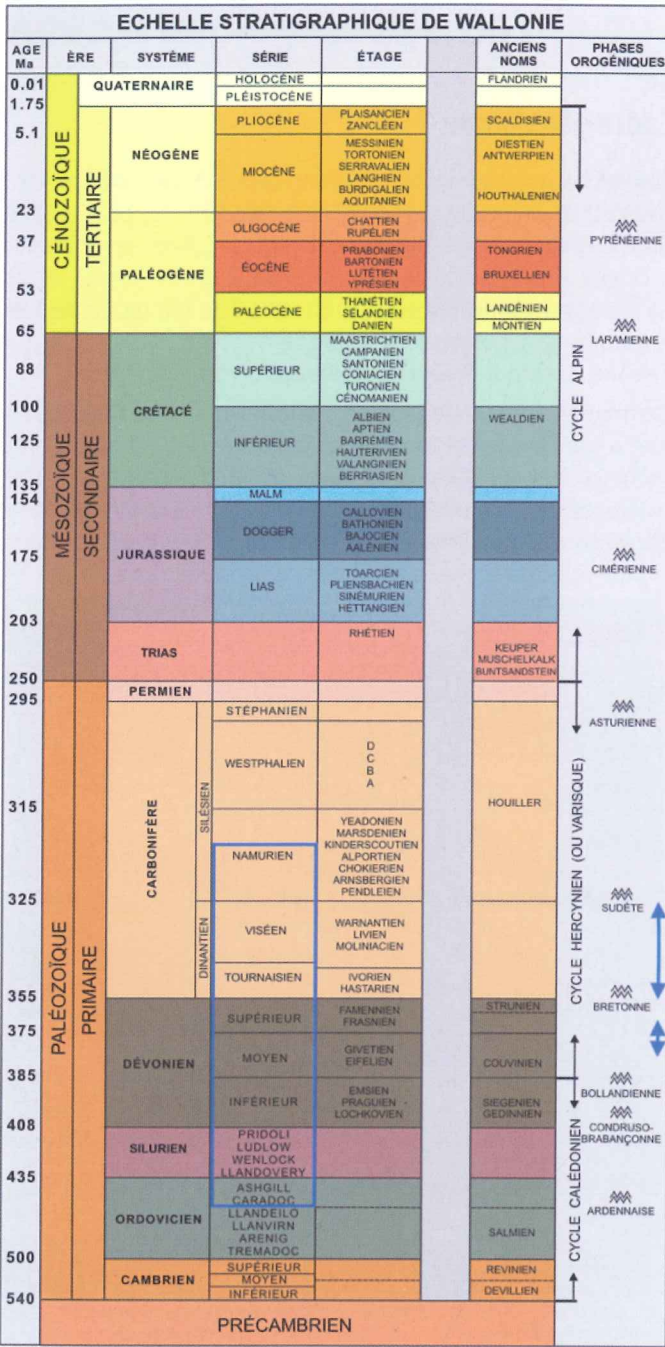 ECHELLE STRATIGRAPHIQUE DE WALLONIE
AGE Ma
ÈRE
SYSTÈME
SÉRIE
ÉTAGE
ANCIENS NOMS
PHASES OROGÉNIQUES
0.01
1.75
5.1
23
37
53
65
88
100
125
135
154
175
203
250
295
315
325
355
375
385
408
435
500
540
CÉNOZOÏQUE
TERTIAIRE
QUATERNAIRE
HOLOCÈNE
FLANDRIEN
PLÉISTOCÈNE
NÉOGÈNE
PLIOCÈNE
PLAISANCIEN
ZANCLÉEN
SCALDISIEN
MIOCÈNE
MESSINIEN
TORTONIEN
SERRAVALIEN
LANGHIEN
BURDIGALIEN
AQUITANIEN
DIESTIEN
ANTWERPIEN
HOUTHALENIEN
PALÉOGÈNE
OLIGOCÈNE
CHATTIEN
RUPÉLIEN
ÉOCÈNE
PRIABONIEN
BARTONIEN
LUTÉTIEN
YPRÉSIEN
TONGRIEN
BRUXELLIEN
PALÉOCÈNE
THANÉTIEN
SÉLANDIEN
DANIEN
LANDÉNIEN
MONTIEN
MÉSOZOÏQUE
SECONDAIRE
CRÉTACÉ
SUPÉRIEUR
MAASTRICHTIEN
CAMPANIEN
SANTONIEN
CONIACIEN
TURONIEN
CÉNOMANIEN
INFÉRIEUR
ALBIEN
APTIEN
BARRÉMIEN
HAUTERIVIEN
VALANGINIEN
BERRIASIEN
WEALDIEN
JURASSIQUE
MALM
DOGGER
CALLOVIEN
BATHONIEN
BAJOCIEN
AALÉNIEN
LIAS
TOARCIEN
PLIENSBACHIEN
SINÉMURIEN
HETTANGIEN
TRIAS
RHÉTIEN
KEUPER
MUSCHELKALK
BUNTSANDSTEIN
PALÉOZOÏQUE
PRIMAIRE
PERMIEN
CARBONIFÈRE
SILÉSIEN
STÉPHANIEN
WESTPHALIEN
D
C
B
A
HOUILLER
NAMURIEN
YEADONIEN
MARSDENIEN
KINDERSCOUTIEN
ALPORTIEN
CHOKIERIEN
ARNSBERGIEN
PENDLEIEN
DINANTIEN
VISÉEN
WARNANTIEN
LIVIEN
MOLINIACIEN
TOURNAISIEN
IVORIEN
HASTARIEN
DÉVONIEN
SUPÉRIEUR
FAMENNIEN
FRASNIEN
STRUNIEN
MOYEN
GIVETIEN
EIFELIEN
COUVINIEN
INFÉRIEUR
EMSIEN
PRAGUIEN
LOCHKOVIEN
SIEGENIEN
GEDINNIEN
SILURIEN
PRIDOLI
LUDLOW
WENLOCK
LLANDOVERY
ORDOVICIEN
ASHGILL
CARADOC
LLANDEILO
LLANVIRN
ARENIG
TREMADOC
SALMIEN
CAMBRIEN
SUPÉRIEUR
MOYEN
INFÉRIEUR
REVINIEN
DEVILLIEN
PRÉCAMBRIEN
CYCLE ALPIN
PYRÉNÉENNE
LARAMIENNE
CIMÉRIENNE
CYCLE HERCYNIEN (OU VARISQUE)
ASTURIENNE
SUDÈTE
BRETONNE
CYCLE CALÉDONIEN
BOLLANDIENNE
CONDRUSO-
BRABANÇONNE
ARDENNAISE